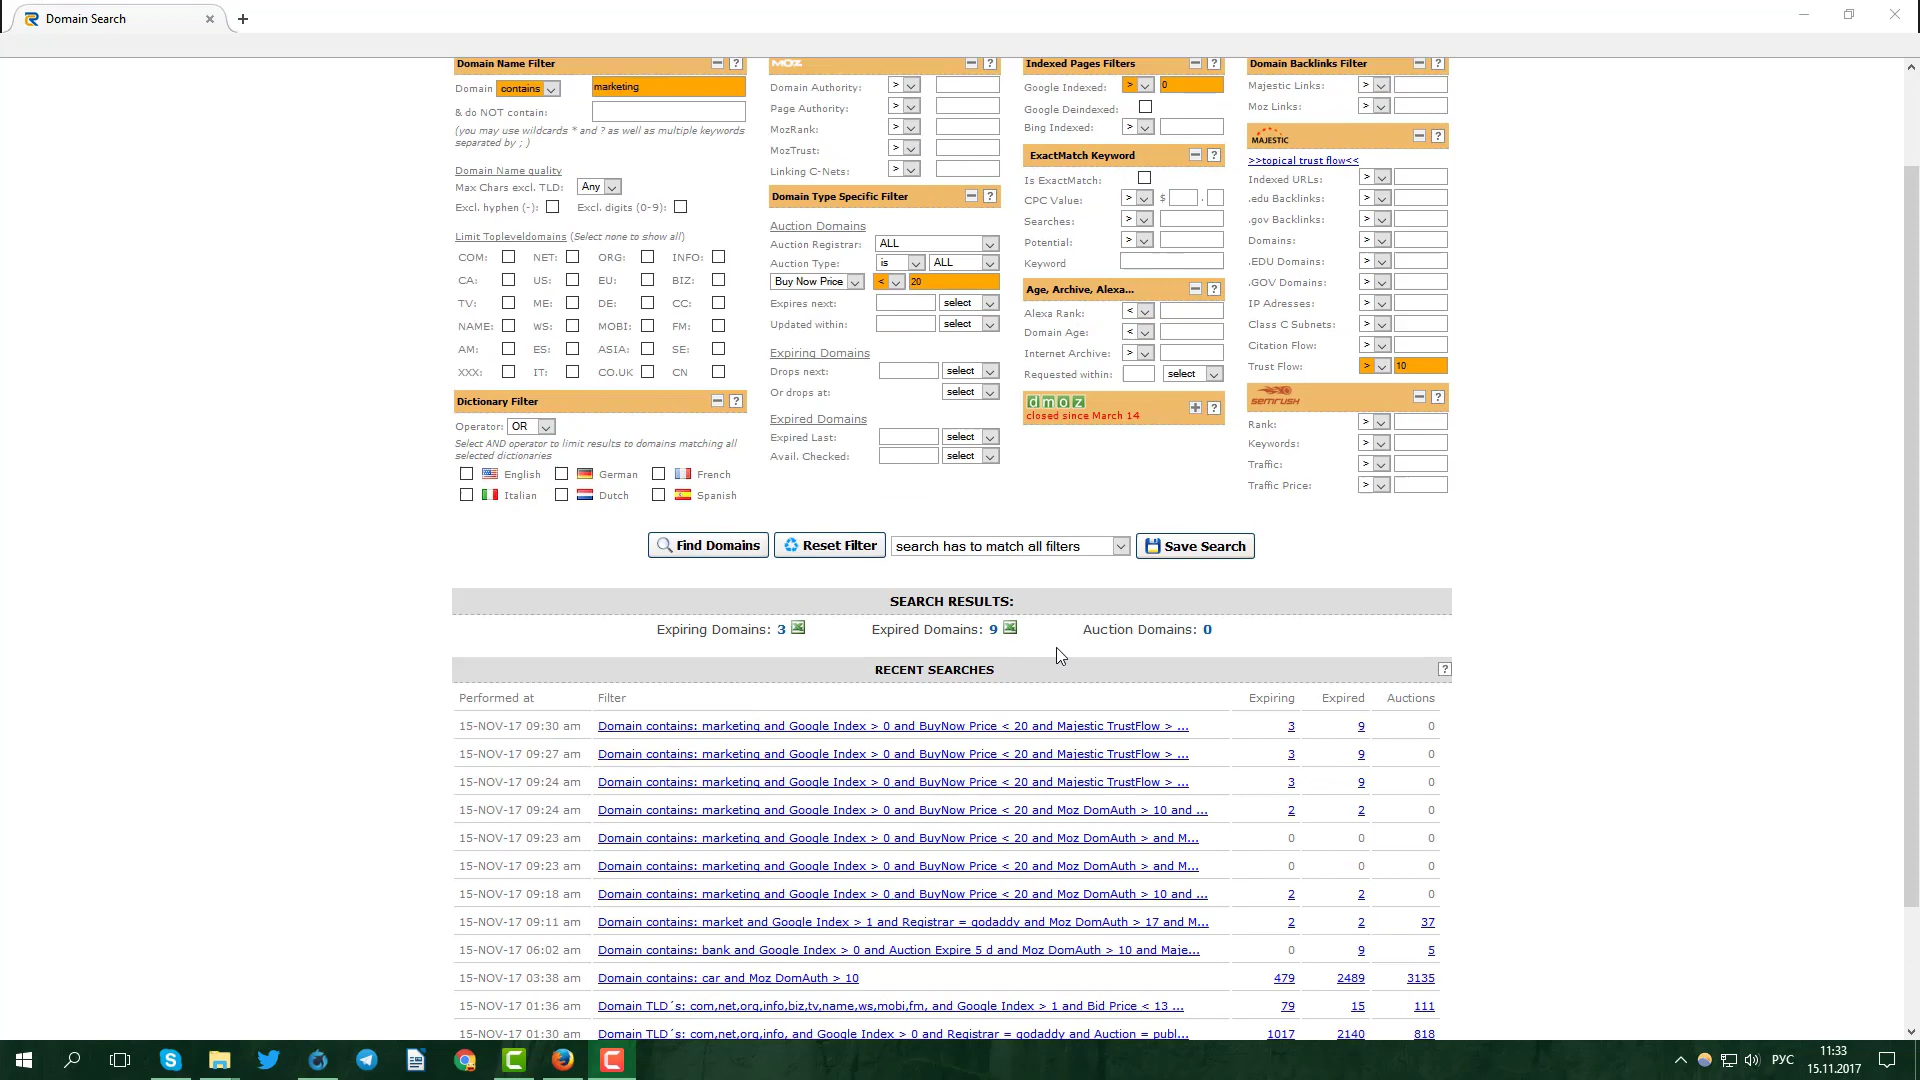 Domain Search
Domain Name Filter
Domain contains marketing
& do NOT contain:
(you may use wildcards * and ? as well as multiple keywords
separated by ; )
Domain Name quality
Max Chars excl. TLD: Any
Excl. hyphen (-): Excl. digits (0-9):
Limit Topleveldomains (Select none to show all)
COM: NET: ORG: INFO:
CA: US: EU: BIZ:
TV: ME: DE: CC:
NAME: WS: MOBI: FM:
AM: ES: ASIA: SE:
XXX: IT: CO.UK CN
Dictionary Filter
Operator: OR
Select AND operator to limit results to domains matching all
selected dictionaries
English German French
Italian Dutch Spanish
MOZ
Domain Authority: >
Page Authority: >
MozRank: >
MozTrust: >
Linking C-Nets: >
Domain Type Specific Filter
Auction Domains
Auction Registrar: ALL
Auction Type: is ALL
Buy Now Price < 20
Expires next: select
Updated within: select
Expiring Domains
Drops next: select
Or drops at: select
Expired Domains
Expired Last: select
Avail. Checked: select
Indexed Pages Filters
Google Indexed: > 0
Google Deindexed:
Bing Indexed: >
ExactMatch Keyword
Is ExactMatch:
CPC Value: > $ .
Searches: >
Potential: >
Keyword
Age, Archive, Alexa...
Alexa Rank: <
Domain Age: <
Internet Archive: >
Requested within: select
dmoz
closed since March 14
Domain Backlinks Filter
Majestic Links: >
Moz Links: >
MAJESTIC
>>topical trust flow<<
Indexed URLs: >
.edu Backlinks: >
.gov Backlinks: >
Domains: >
.EDU Domains: >
.GOV Domains: >
IP Adresses: >
Class C Subnets: >
Citation Flow: >
Trust Flow: > 10
SEMRUSH
Rank: >
Keywords: >
Traffic: >
Traffic Price: >
Find Domains Reset Filter search has to match all filters Save Search
SEARCH RESULTS:
Expiring Domains: 3 Expired Domains: 9 Auction Domains: 0
RECENT SEARCHES ?
Performed at Filter Expiring Expired Auctions
15-NOV-17 09:30 am Domain contains: marketing and Google Index > 0 and BuyNow Price < 20 and Majestic TrustFlow > ... 3 9 0
15-NOV-17 09:27 am Domain contains: marketing and Google Index > 0 and BuyNow Price < 20 and Majestic TrustFlow > ... 3 9 0
15-NOV-17 09:24 am Domain contains: marketing and Google Index > 0 and BuyNow Price < 20 and Majestic TrustFlow > ... 3 9 0
15-NOV-17 09:24 am Domain contains: marketing and Google Index > 0 and BuyNow Price < 20 and Moz DomAuth > 10 and ... 2 2 0
15-NOV-17 09:23 am Domain contains: marketing and Google Index > 0 and BuyNow Price < 20 and Moz DomAuth > and M... 0 0 0
15-NOV-17 09:23 am Domain contains: marketing and Google Index > 0 and BuyNow Price < 20 and Moz DomAuth > and M... 0 0 0
15-NOV-17 09:18 am Domain contains: marketing and Google Index > 0 and BuyNow Price < 20 and Moz DomAuth > 10 and ... 2 2 0
15-NOV-17 09:11 am Domain contains: market and Google Index > 1 and Registrar = godaddy and Moz DomAuth > 17 and M... 2 2 37
15-NOV-17 06:02 am Domain contains: bank and Google Index > 0 and Auction Expire 5 d and Moz DomAuth > 10 and Maje... 0 9 5
15-NOV-17 03:38 am Domain contains: car and Moz DomAuth > 10 479 2489 3135
15-NOV-17 01:36 am Domain TLD´s: com,net,org,info,biz,tv,name,ws,mobi,fm, and Google Index > 1 and Bid Price < 13 ... 79 15 111
15-NOV-17 01:30 am Domain TLD´s: com,net,org,info, and Google Index > 0 and Registrar = godaddy and Auction = publ... 1017 2140 818
РУС
11:33
15.11.2017